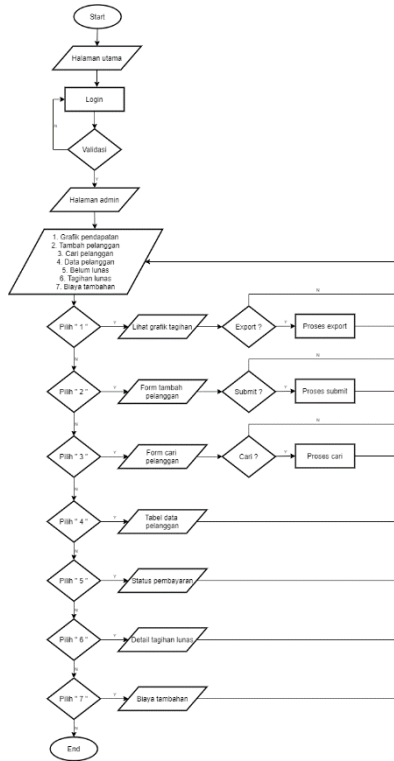 Start
Halaman utama
Login
N
Validasi
Y
Halaman admin
1. Grafik pendapatan
2. Tambah pelanggan
3. Cari pelanggan
4. Data pelanggan
5. Belum lunas
6. Tagihan lunas
7. Biaya tambahan
N
Pilih " 1 "
Y
Lihat grafik tagihan
Export ?
Y
Proses export
N
N
Pilih " 2 "
Y
Form tambah
pelanggan
Submit ?
Y
Proses submit
N
N
Pilih " 3 "
Y
Form cari
pelanggan
Cari ?
Y
Proses cari
N
Pilih " 4 "
Y
Tabel data
pelanggan
N
Pilih " 5 "
Y
Status pembayaran
N
Pilih " 6 "
Y
Detail tagihan lunas
N
Pilih " 7 "
Y
Biaya tambahan
N
End